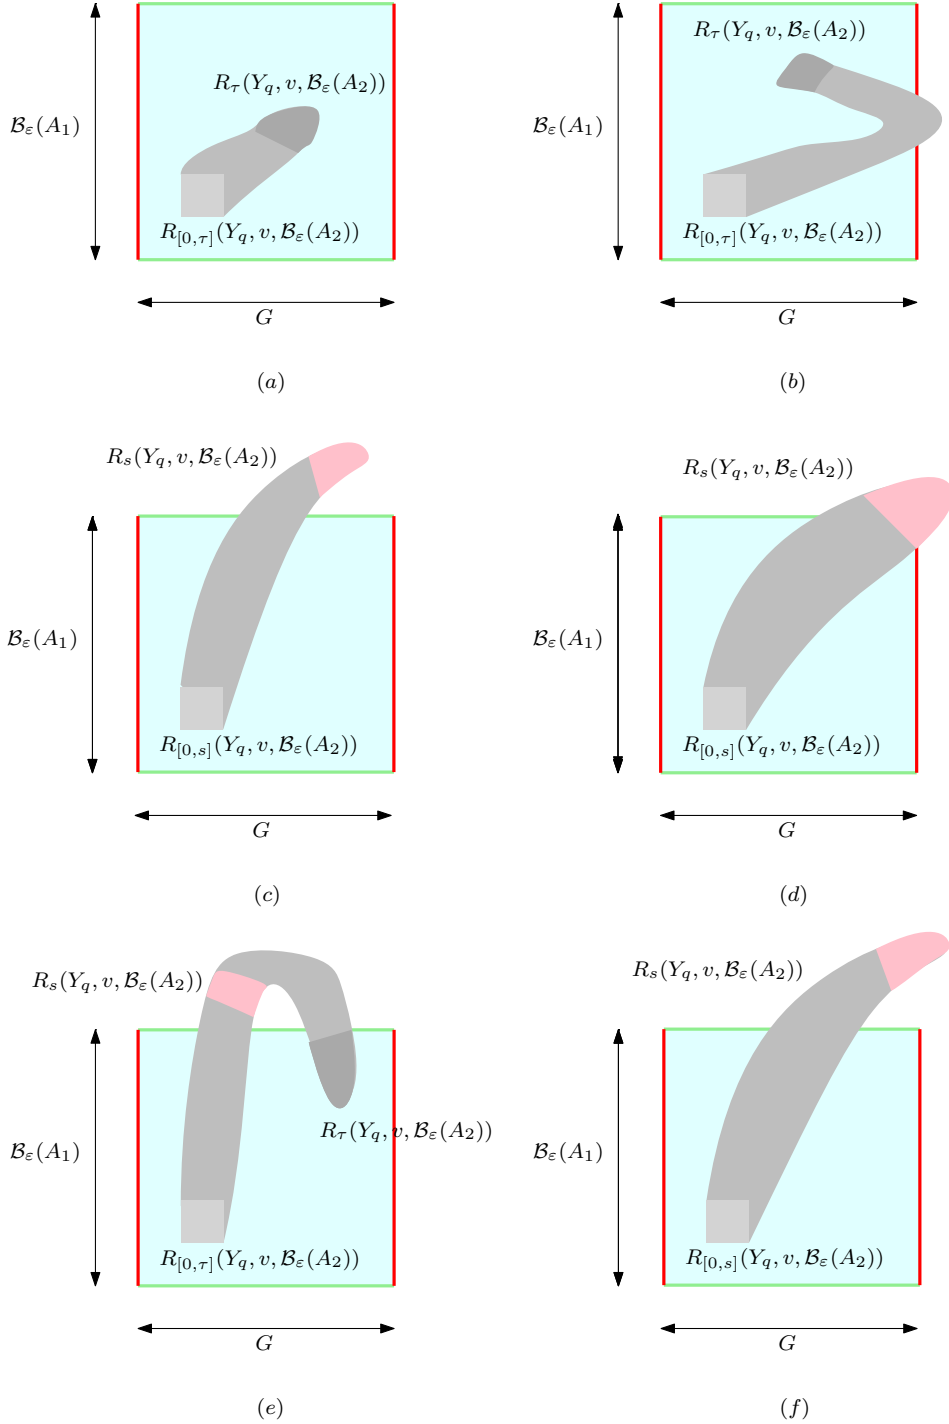 R_τ(Y_q, v, ℬ_ε(A_2))
ℬ_ε(A_1)
R_{[0,τ]}(Y_q, v, ℬ_ε(A_2))
G
(a)
R_τ(Y_q, v, ℬ_ε(A_2))
ℬ_ε(A_1)
R_{[0,τ]}(Y_q, v, ℬ_ε(A_2))
G
(b)
R_s(Y_q, v, ℬ_ε(A_2))
ℬ_ε(A_1)
R_{[0,s]}(Y_q, v, ℬ_ε(A_2))
G
(c)
R_s(Y_q, v, ℬ_ε(A_2))
ℬ_ε(A_1)
R_{[0,s]}(Y_q, v, ℬ_ε(A_2))
G
(d)
R_s(Y_q, v, ℬ_ε(A_2))
R_τ(Y_q, v, ℬ_ε(A_2))
ℬ_ε(A_1)
R_{[0,τ]}(Y_q, v, ℬ_ε(A_2))
G
(e)
R_s(Y_q, v, ℬ_ε(A_2))
ℬ_ε(A_1)
R_{[0,s]}(Y_q, v, ℬ_ε(A_2))
G
(f)